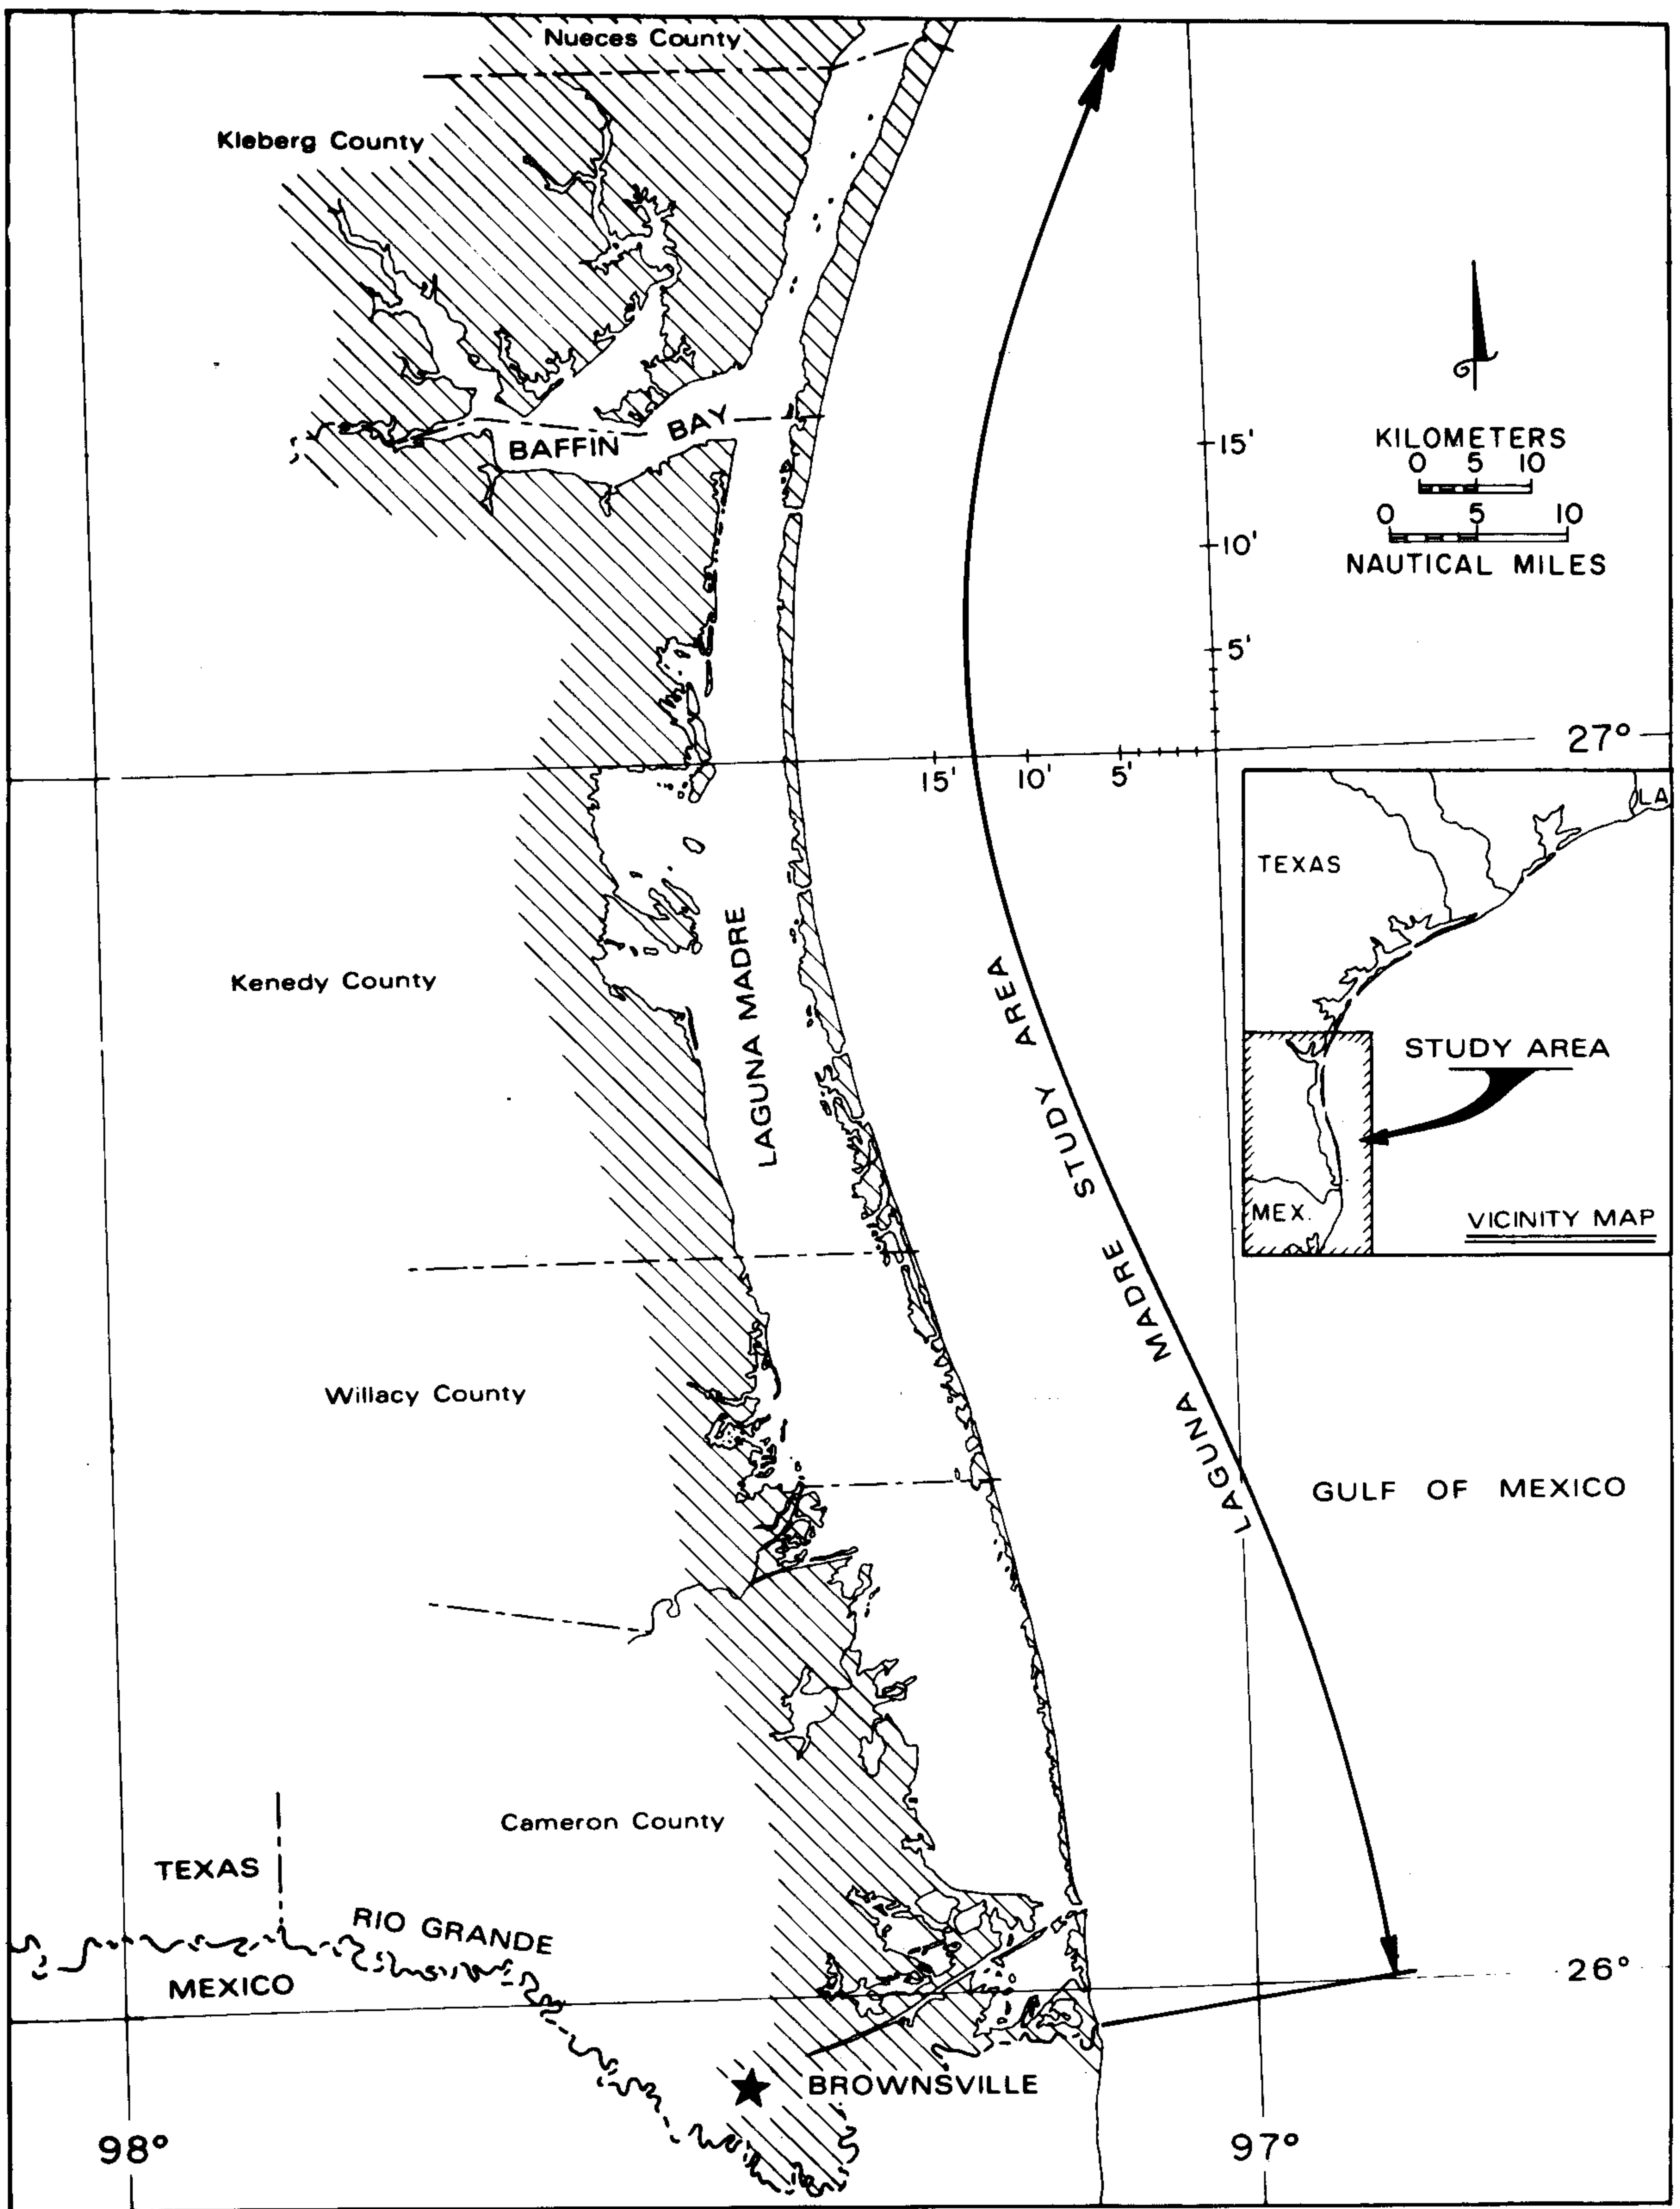 Nueces County
Kleberg County
BAFFIN BAY
KILOMETERS
0 5 10
0 5 10
NAUTICAL MILES
15'
10'
5'
27°
15' 10' 5'
LA
TEXAS
STUDY AREA
MEX.
VICINITY MAP
Kenedy County
LAGUNA MADRE
LAGUNA MADRE STUDY AREA
Willacy County
GULF OF MEXICO
Cameron County
TEXAS
RIO GRANDE
MEXICO
26°
BROWNSVILLE
98°
97°